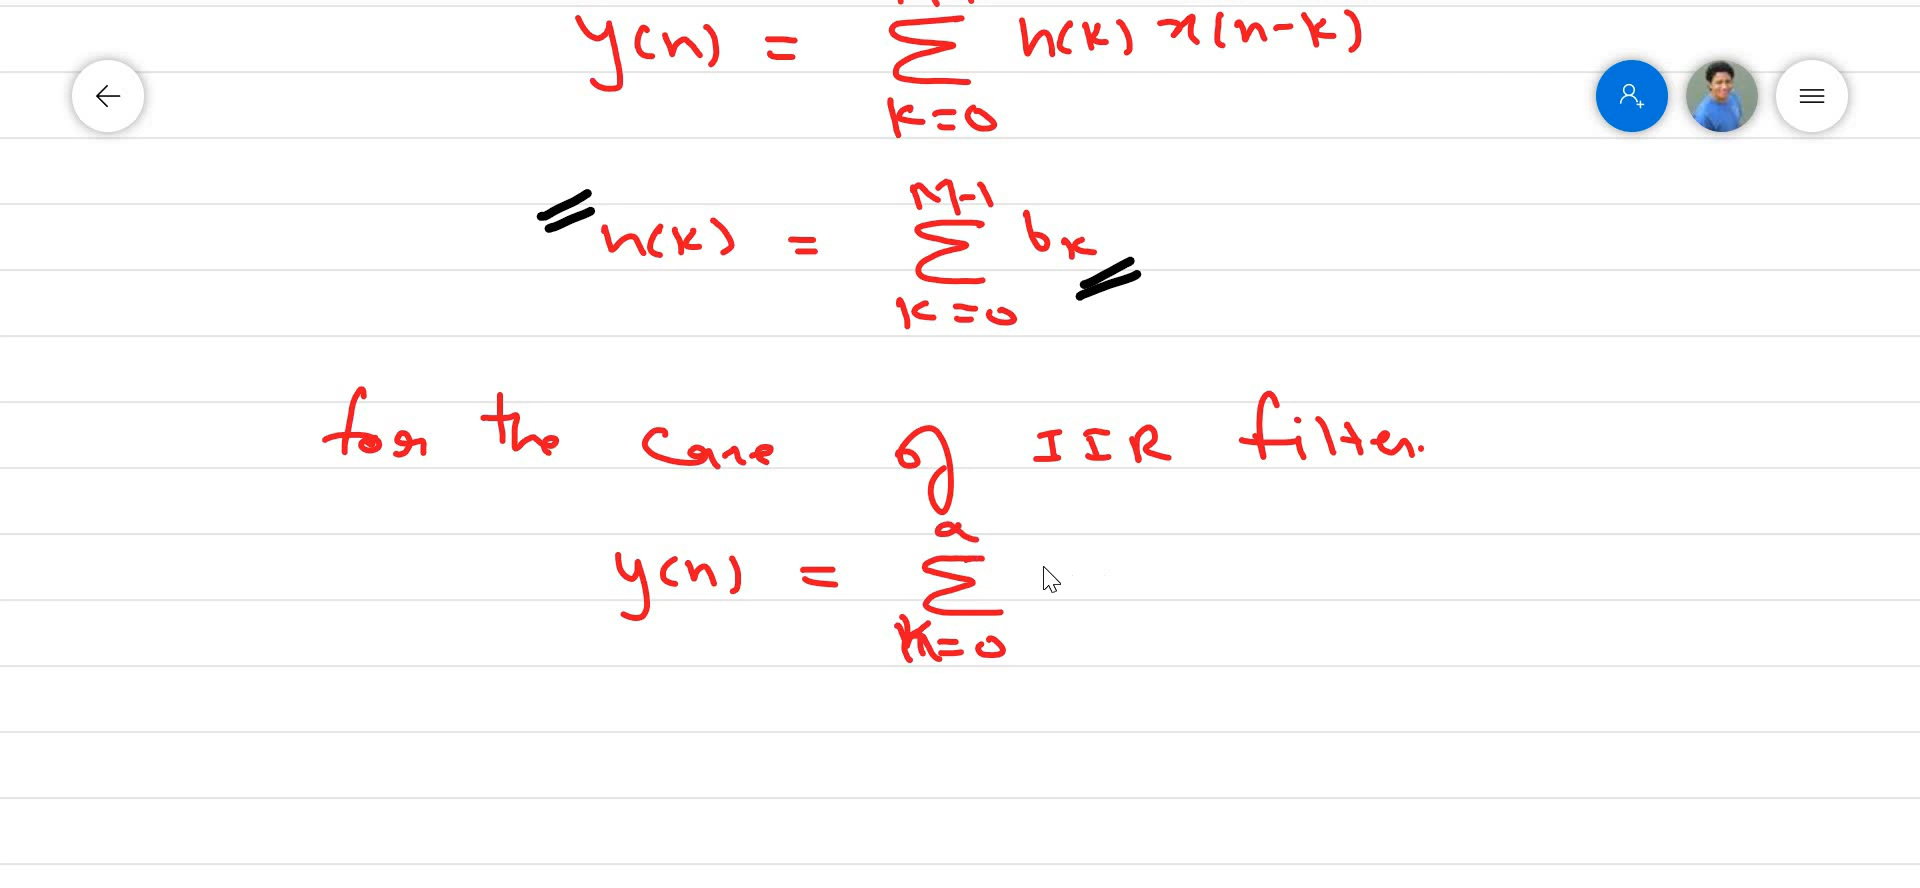 y(n) = Σ h(k) x(n-k)
k=0
M-1
h(k) = Σ b_k
k=0
for the case of IIR filter.
y(n) = Σ
k=0